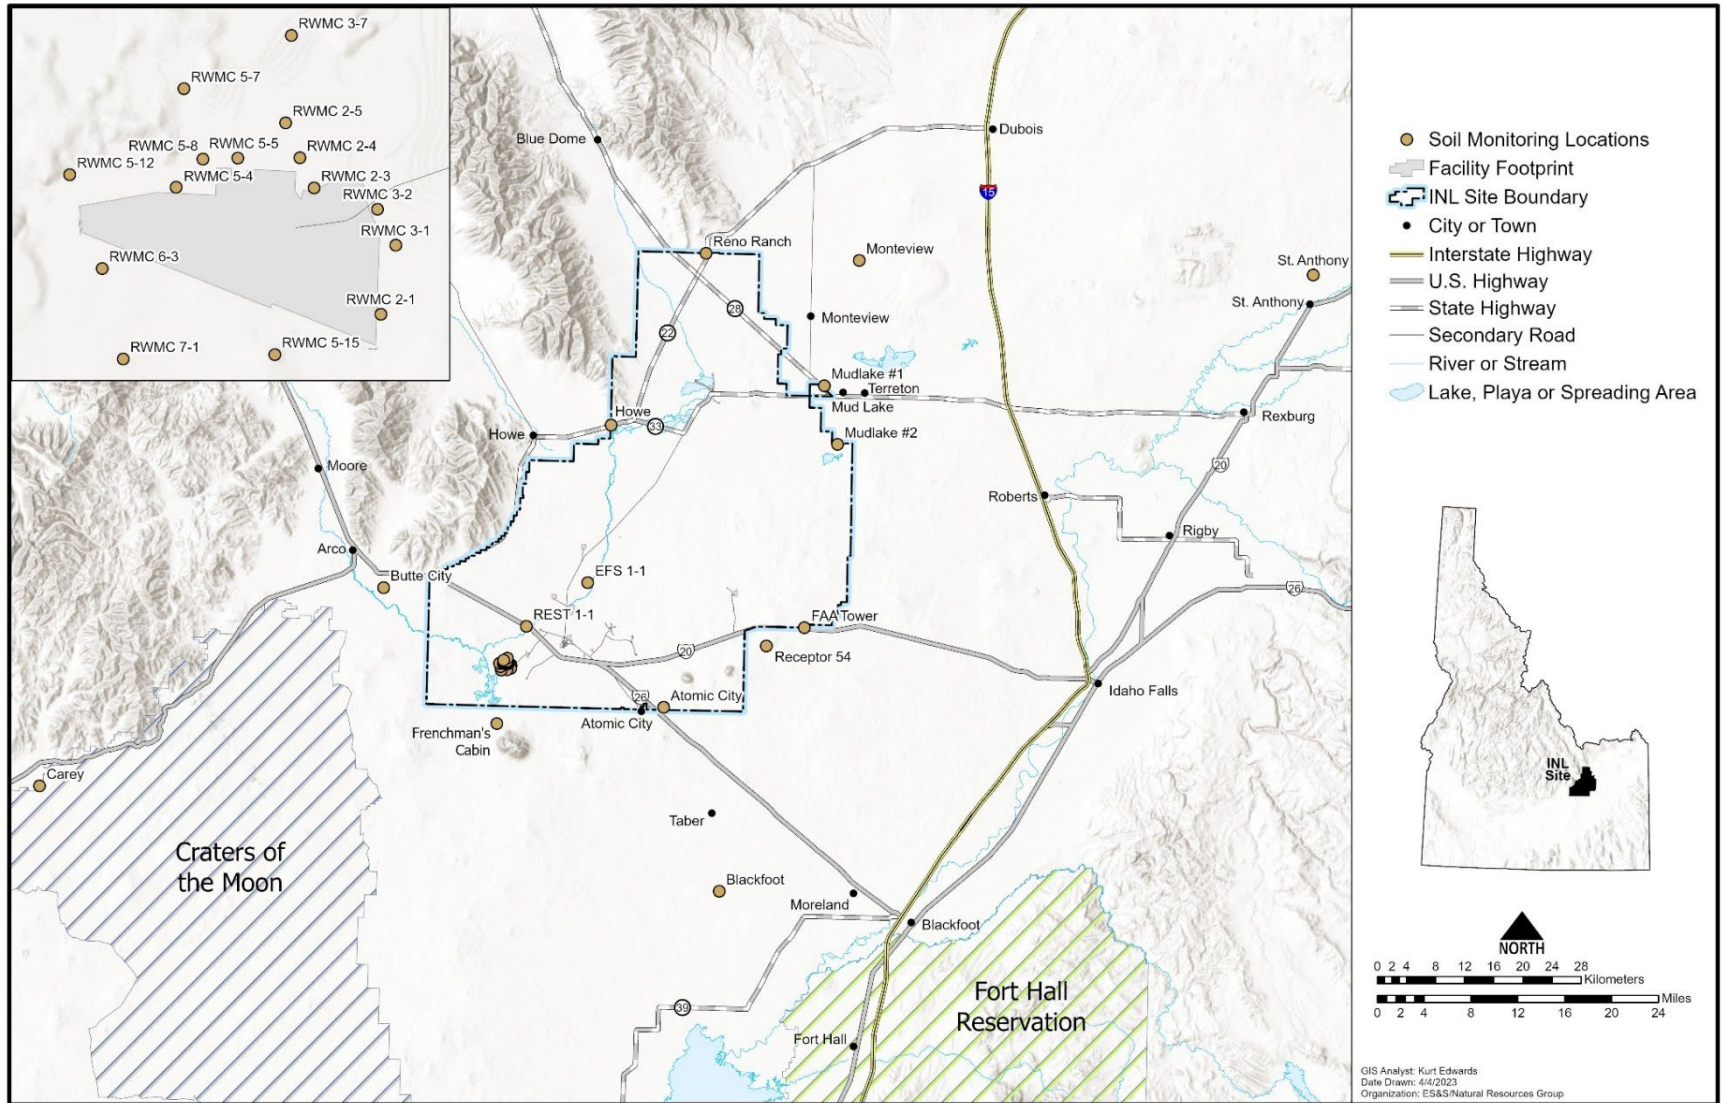 RWMC 3-7
RWMC 5-7
RWMC 2-5
RWMC 5-8
RWMC 5-5
RWMC 2-4
RWMC 5-12
RWMC 5-4
RWMC 2-3
RWMC 3-2
RWMC 3-1
RWMC 6-3
RWMC 2-1
RWMC 7-1
RWMC 5-15
Blue Dome
Dubois
15
Reno Ranch
Monteview
St. Anthony
St. Anthony
28
22
Monteview
Mudlake #1
Terreton
Mud Lake
Rexburg
Howe
33
Howe
Mudlake #2
Moore
20
Roberts
Rigby
Arco
Butte City
EFS 1-1
26
REST 1-1
FAA Tower
20
Receptor 54
Idaho Falls
26
Atomic City
Atomic City
Frenchman's
Cabin
Carey
Taber
Craters of
the Moon
Blackfoot
Moreland
Blackfoot
39
Fort Hall
Reservation
Fort Hall
Soil Monitoring Locations
Facility Footprint
INL Site Boundary
City or Town
Interstate Highway
U.S. Highway
State Highway
Secondary Road
River or Stream
Lake, Playa or Spreading Area
INL
Site
NORTH
0 2 4 8 12 16 20 24 28
Kilometers
Miles
0 2 4 8 12 16 20 24
GIS Analyst: Kurt Edwards
Date Drawn: 4/4/2023
Organization: ES&S/Natural Resources Group